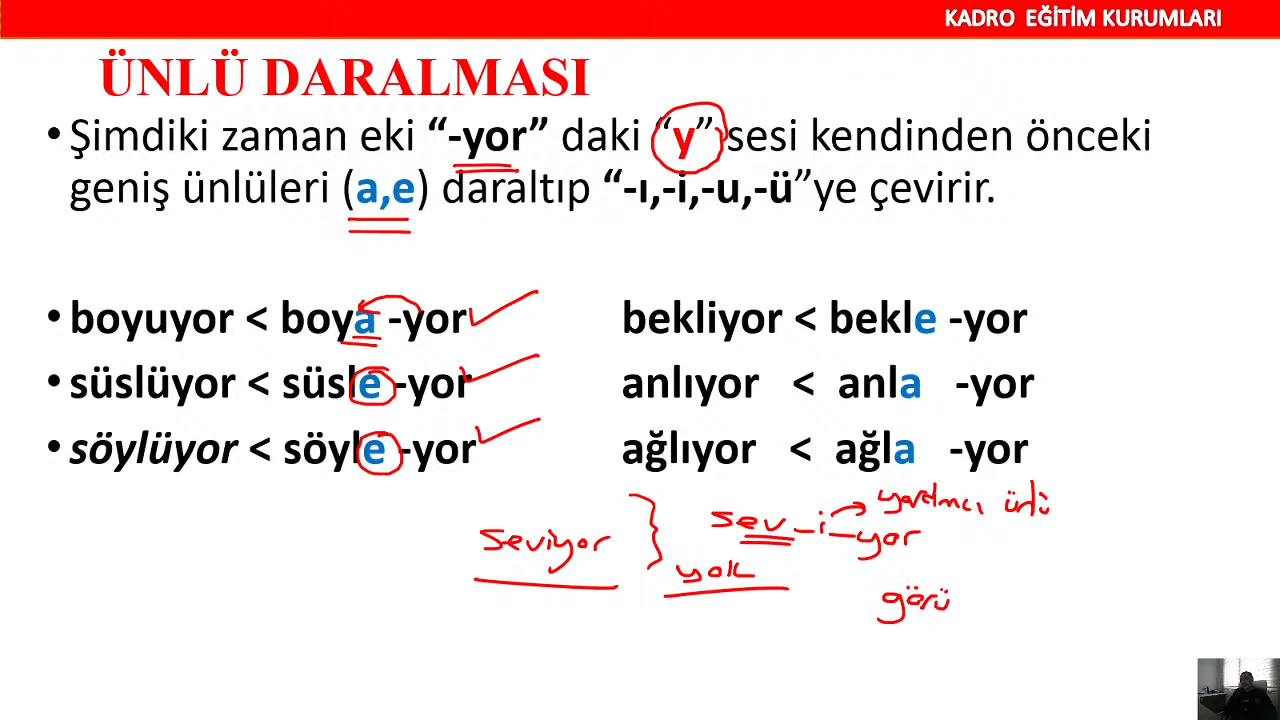 KADRO EĞİTİM KURUMLARI
ÜNLÜ DARALMASI
• Şimdiki zaman eki “-yor” daki “y” sesi kendinden önceki
geniş ünlüleri (a,e) daraltıp “-ı,-i,-u,-ü”ye çevirir.
• boyuyor < boya -yor
• süslüyor < süsle -yor
• söylüyor < söyle -yor
bekliyor < bekle -yor
anlıyor < anla -yor
ağlıyor < ağla -yor
seviyor
sev - i - yor
yardımcı ünlü
yok
görü